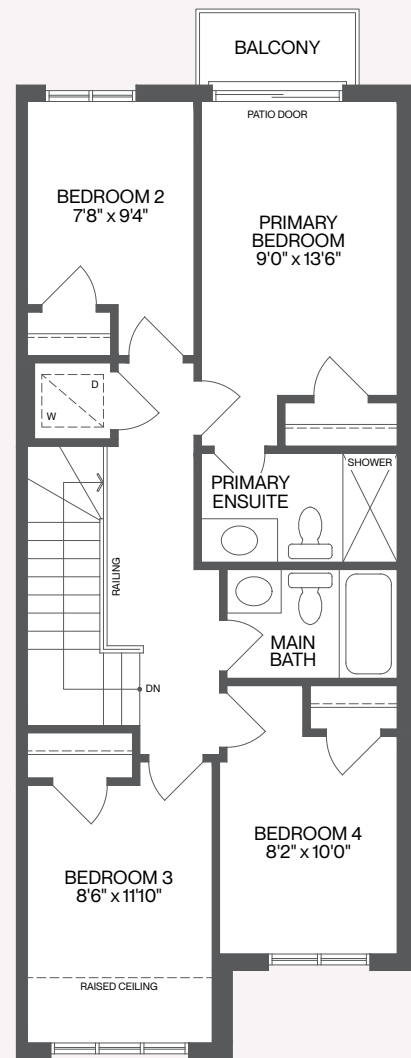 BALCONY
PATIO DOOR
BEDROOM 2
7'8" x 9'4"
PRIMARY
BEDROOM
9'0" x 13'6"
D
W
SHOWER
PRIMARY
ENSUITE
RAILING
MAIN
BATH
DN
BEDROOM 4
8'2" x 10'0"
BEDROOM 3
8'6" x 11'10"
RAISED CEILING